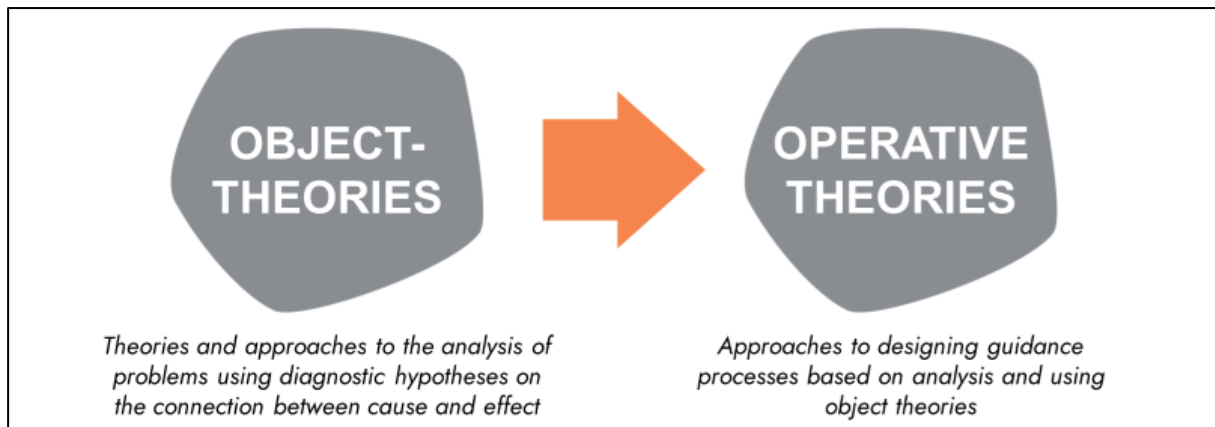 OBJECT-
THEORIES
Theories and approaches to the analysis of
problems using diagnostic hypotheses on
the connection between cause and effect
OPERATIVE
THEORIES
Approaches to designing guidance
processes based on analysis and using
object theories